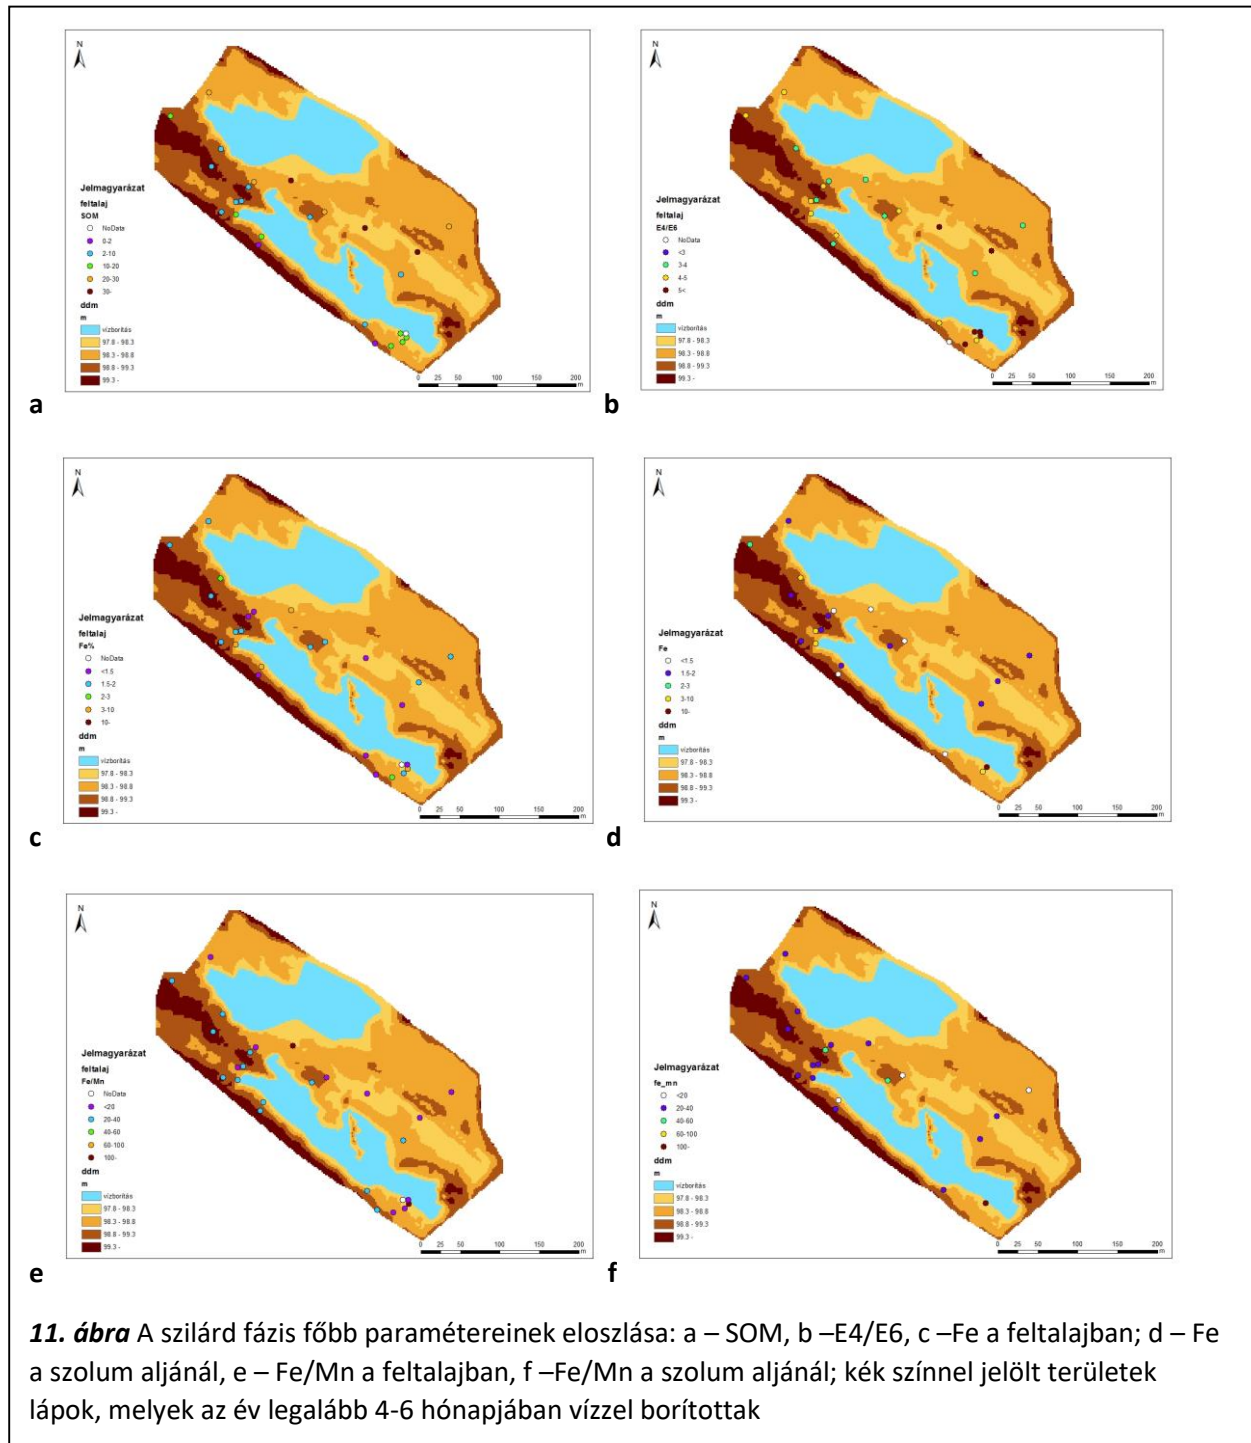 N
Jelmagyarázat
feltalaj
SOM
NoData
0-2
2-10
10-20
20-30
30-
ddm
m
vízborítás
97.8 - 98.3
98.3 - 98.8
98.8 - 99.3
99.3 -
0 25 50 100 150 200
m
a
N
Jelmagyarázat
feltalaj
E4/E6
NoData
<3
3-4
4-5
5<
ddm
m
vízborítás
97.8 - 98.3
98.3 - 98.8
98.8 - 99.3
99.3 -
0 25 50 100 150 200
m
b
N
Jelmagyarázat
feltalaj
Fe%
NoData
<1.5
1.5-2
2-3
3-10
10-
ddm
m
vízborítás
97.8 - 98.3
98.3 - 98.8
98.8 - 99.3
99.3 -
0 25 50 100 150 200
m
c
N
Jelmagyarázat
Fe
<1.5
1.5-2
2-3
3-10
10-
ddm
m
vízborítás
97.8 - 98.3
98.3 - 98.8
98.8 - 99.3
99.3 -
0 25 50 100 150 200
m
d
N
Jelmagyarázat
feltalaj
Fe/Mn
NoData
<20
20-40
40-60
60-100
100-
ddm
m
vízborítás
97.8 - 98.3
98.3 - 98.8
98.8 - 99.3
99.3 -
0 25 50 100 150 200
m
e
N
Jelmagyarázat
fe_mn
<20
20-40
40-60
60-100
100-
ddm
m
vízborítás
97.8 - 98.3
98.3 - 98.8
98.8 - 99.3
99.3 -
0 25 50 100 150 200
m
f
11. ábra A szilárd fázis főbb paramétereinek eloszlása: a – SOM, b –E4/E6, c –Fe a feltalajban; d – Fe
a szolum aljánál, e – Fe/Mn a feltalajban, f –Fe/Mn a szolum aljánál; kék színnel jelölt területek
lápok, melyek az év legalább 4-6 hónapjában vízzel borítottak